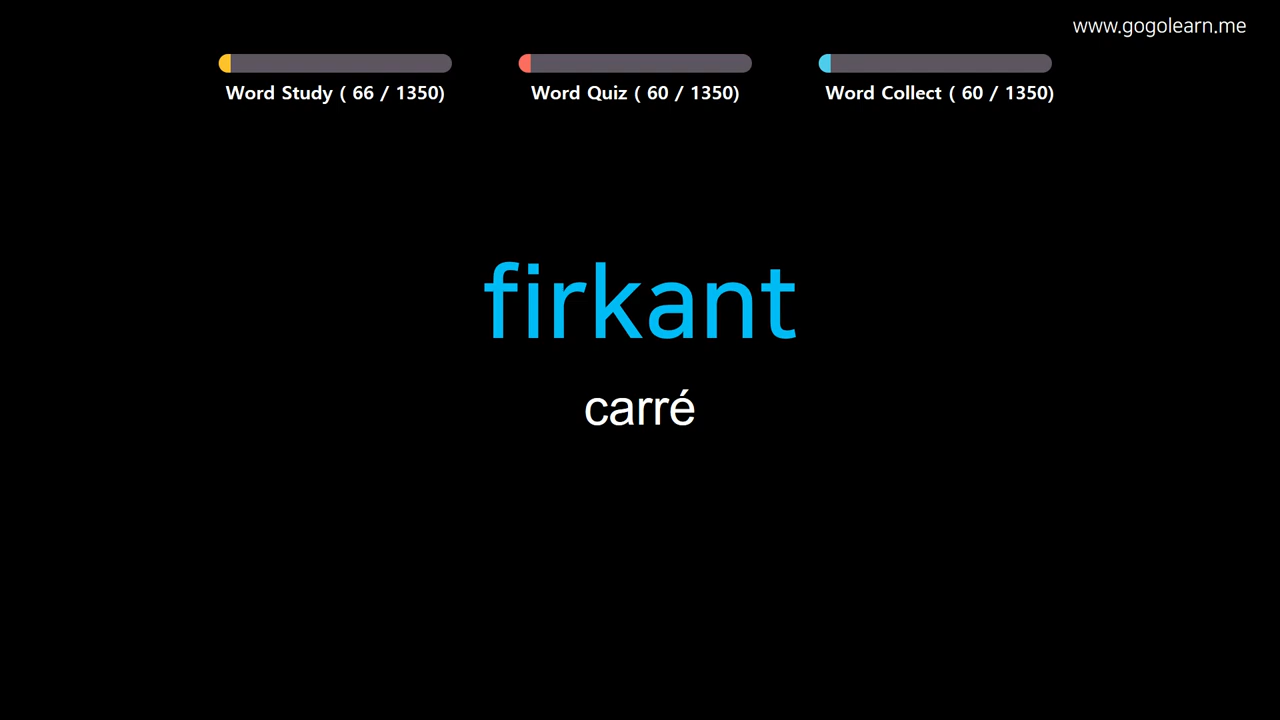 www.gogolearn.me
Word Study ( 66 / 1350)
Word Quiz ( 60 / 1350)
Word Collect ( 60 / 1350)
firkant
carré